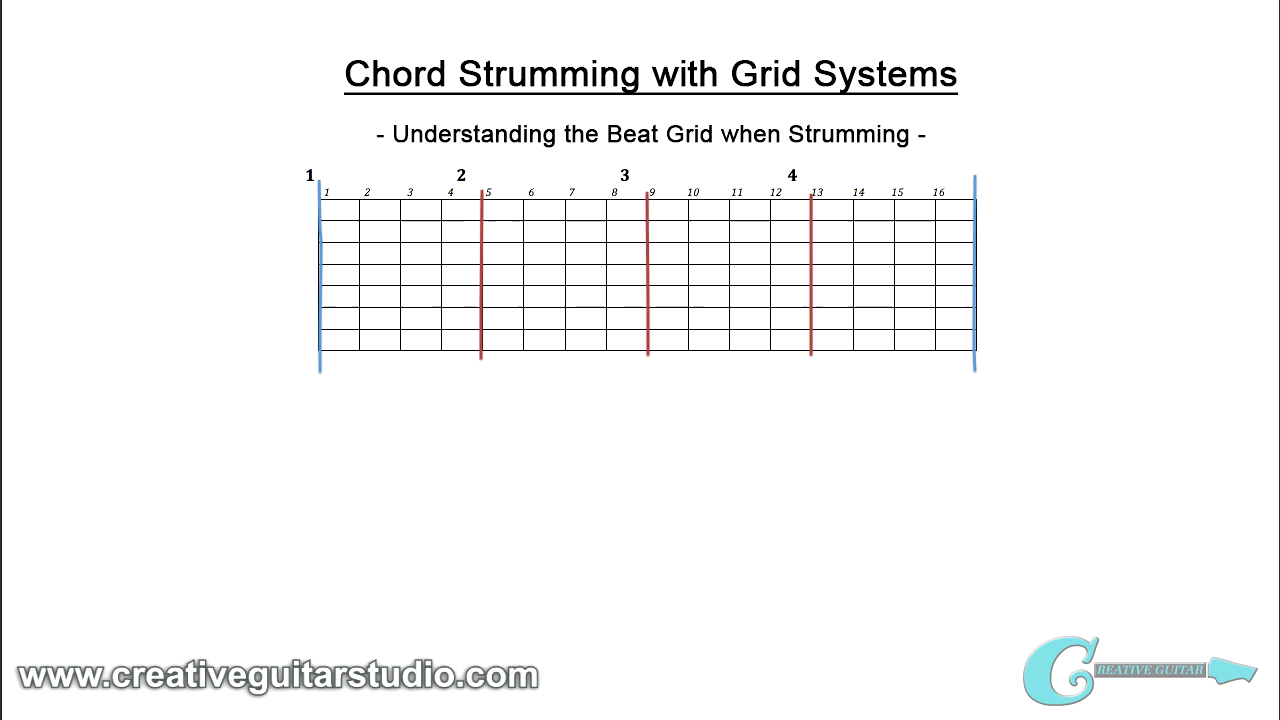 Chord Strumming with Grid Systems
- Understanding the Beat Grid when Strumming -
1 2 3 4
1 2 3 4 5 6 7 8 9 10 11 12 13 14 15 16
www.creativeguitarstudio.com
CREATIVE GUITAR